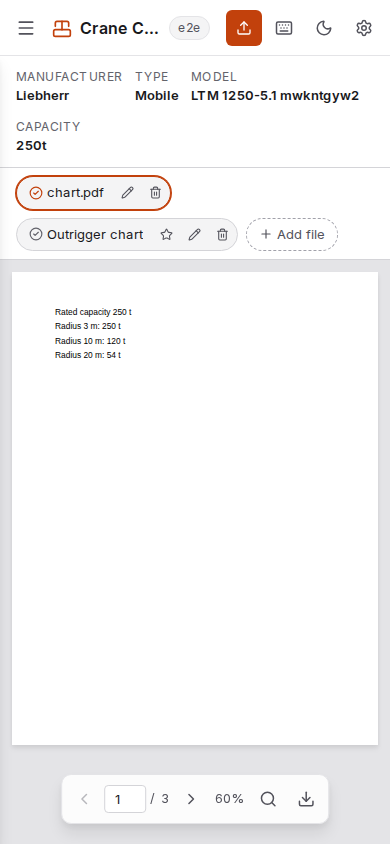 Crane C... e2e
MANUFACTURER TYPE MODEL
Liebherr Mobile LTM 1250-5.1 mwkntgyw2
CAPACITY
250t
chart.pdf
Outrigger chart Add file
Rated capacity 250 t
Radius 3 m: 250 t
Radius 10 m: 120 t
Radius 20 m: 54 t
1 / 3 60%